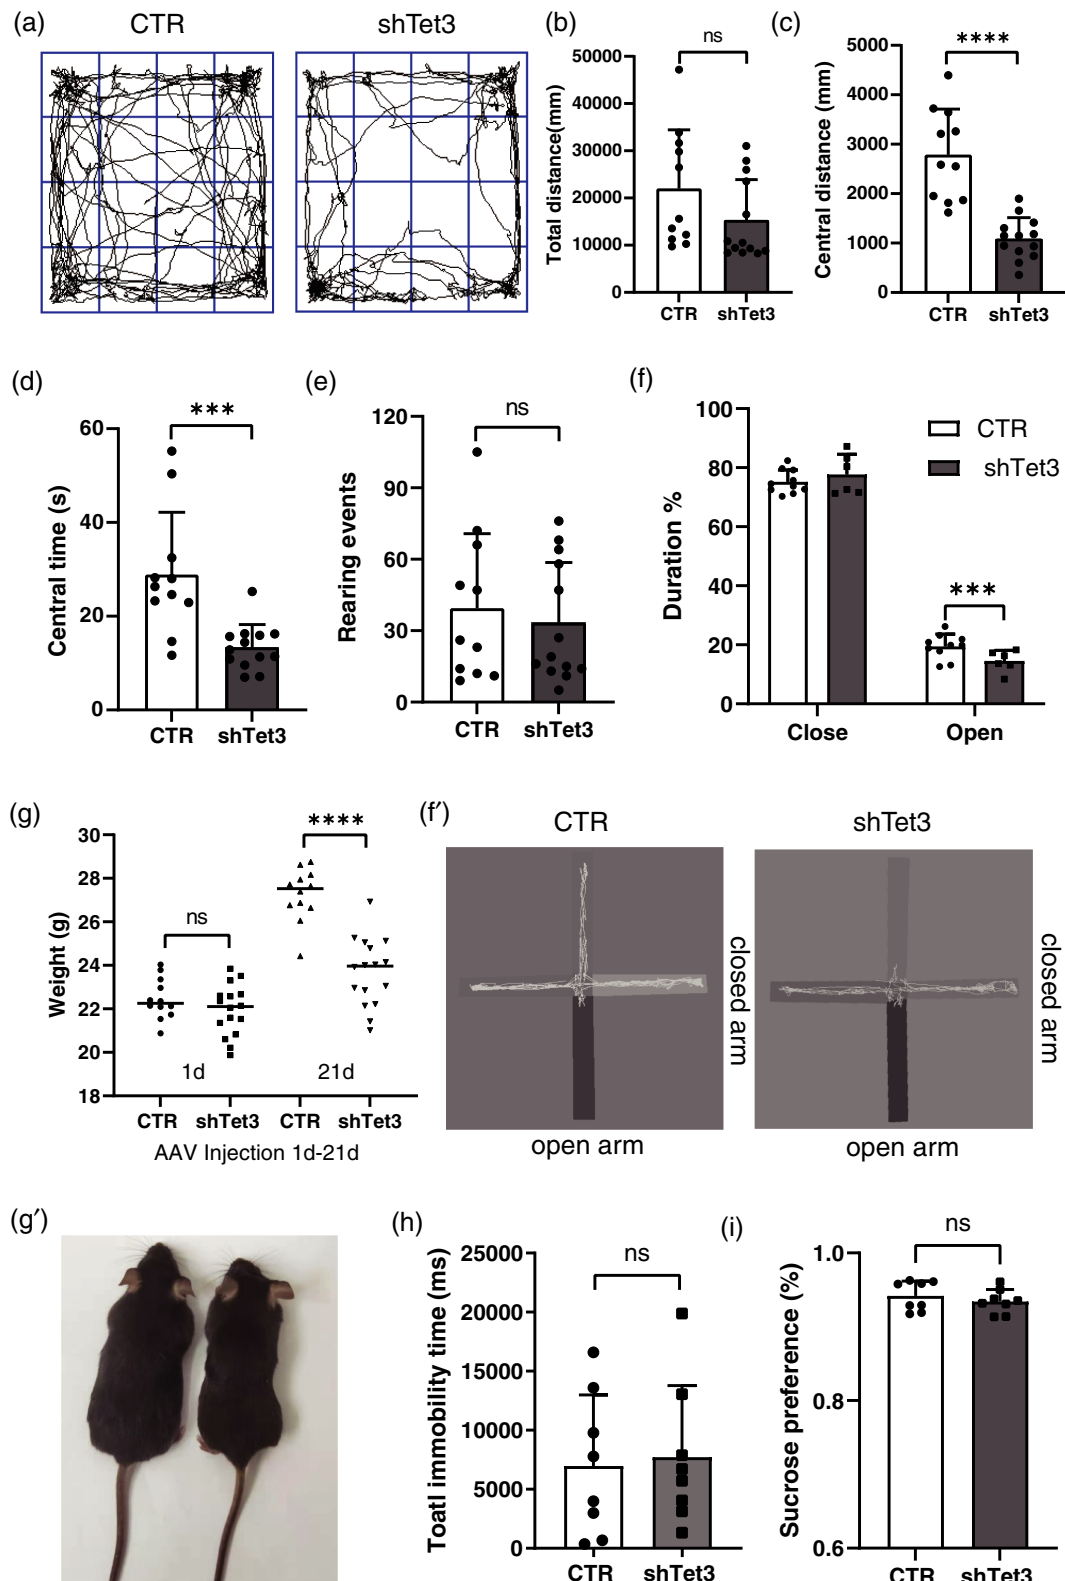 (a)
CTR
shTet3
(b)
ns
Total distance(mm)
50000
40000
30000
20000
10000
0
CTR
shTet3
(c)
****
Central distance (mm)
5000
4000
3000
2000
1000
0
CTR
shTet3
(d)
***
Central time (s)
60
40
20
0
CTR
shTet3
(e)
ns
Rearing events
120
90
60
30
0
CTR
shTet3
(f)
Duration %
100
80
60
40
20
0
CTR
shTet3
***
Close
Open
(g)
****
ns
Weight (g)
30
28
26
24
22
20
18
1d
21d
CTR
shTet3
CTR
shTet3
AAV Injection 1d-21d
(f′)
CTR
closed arm
open arm
shTet3
closed arm
open arm
(g′)
(h)
ns
Toatl immobility time (ms)
25000
20000
15000
10000
5000
0
CTR
shTet3
(i)
ns
Sucrose preference (%)
1.0
0.8
0.6
CTR
shTet3